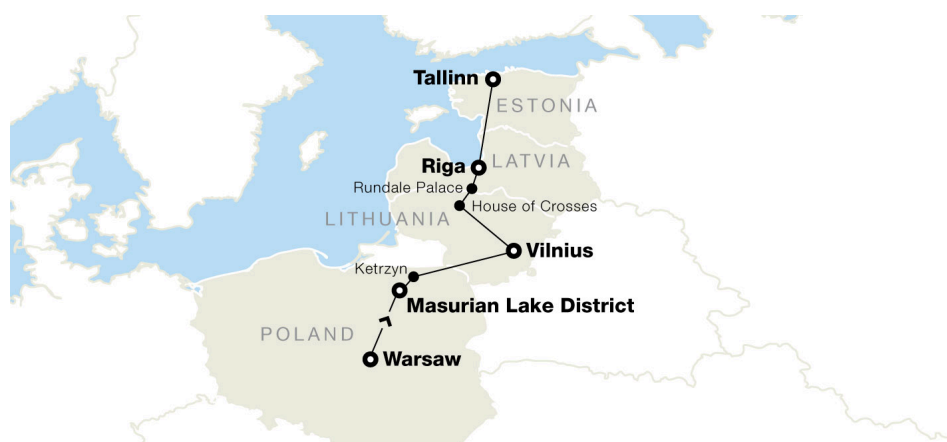 Tallinn
ESTONIA
Riga
LATVIA
Rundale Palace
House of Crosses
LITHUANIA
Vilnius
Ketrzyn
Masurian Lake District
POLAND
Warsaw